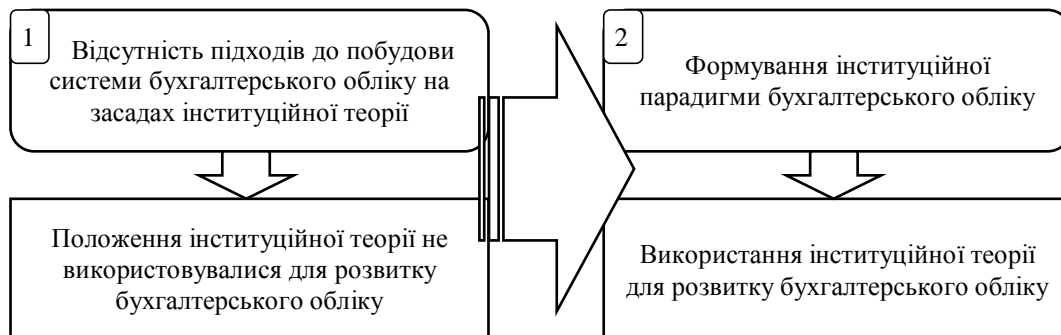 1
Відсутність підходів до побудови
системи бухгалтерського обліку на
засадах інституційної теорії
Положення інституційної теорії не
використовувалися для розвитку
бухгалтерського обліку
2
Формування інституційної
парадигми бухгалтерського обліку
Використання інституційної теорії
для розвитку бухгалтерського обліку